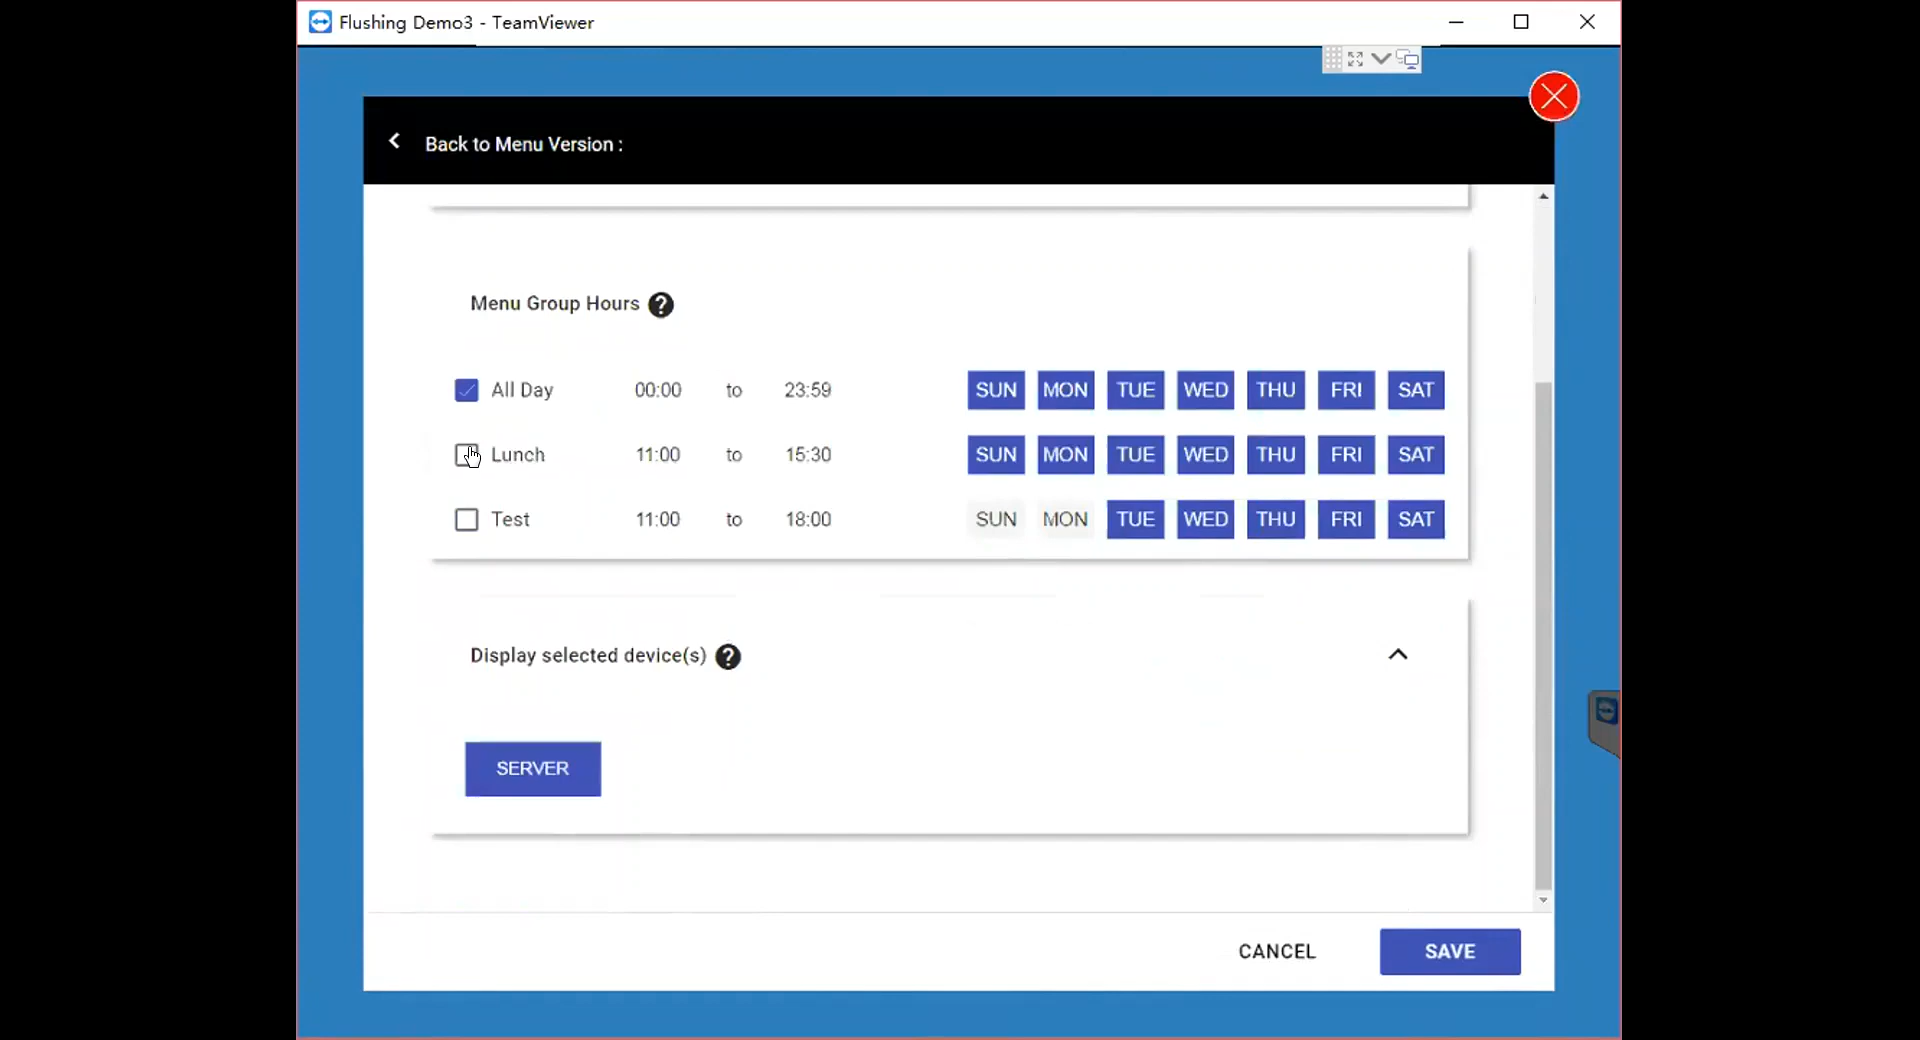 Flushing Demo3 - TeamViewer
Back to Menu Version :
Menu Group Hours ?
All Day 00:00 to 23:59 SUN MON TUE WED THU FRI SAT
Lunch 11:00 to 15:30 SUN MON TUE WED THU FRI SAT
Test 11:00 to 18:00 SUN MON TUE WED THU FRI SAT
Display selected device(s) ?
SERVER
CANCEL SAVE